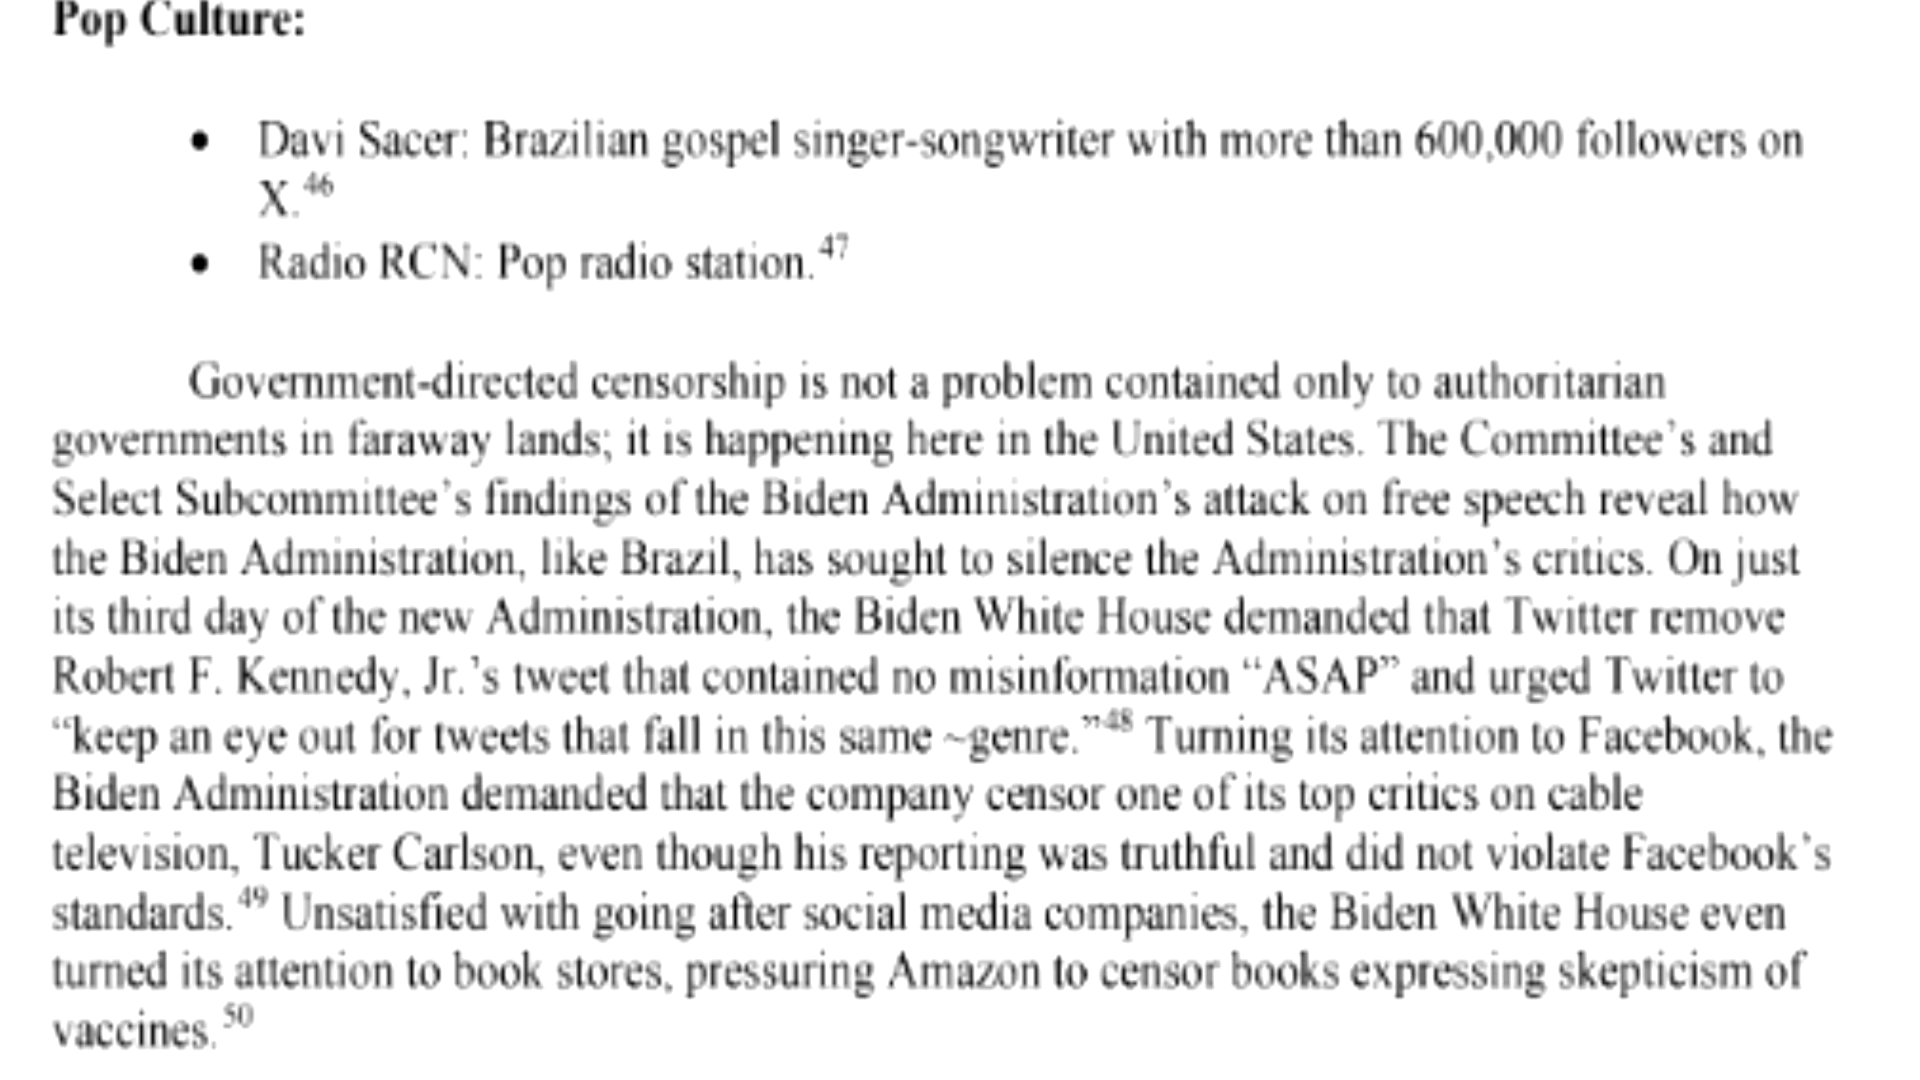 Pop Culture:
• Davi Sacer: Brazilian gospel singer-songwriter with more than 600,000 followers on
X.46
• Radio RCN: Pop radio station.47
Government-directed censorship is not a problem contained only to authoritarian
governments in faraway lands; it is happening here in the United States. The Committee's and
Select Subcommittee's findings of the Biden Administration's attack on free speech reveal how
the Biden Administration, like Brazil, has sought to silence the Administration's critics. On just
its third day of the new Administration, the Biden White House demanded that Twitter remove
Robert F. Kennedy, Jr.'s tweet that contained no misinformation “ASAP” and urged Twitter to
“keep an eye out for tweets that fall in this same ~genre.”48 Turning its attention to Facebook, the
Biden Administration demanded that the company censor one of its top critics on cable
television, Tucker Carlson, even though his reporting was truthful and did not violate Facebook's
standards.49 Unsatisfied with going after social media companies, the Biden White House even
turned its attention to book stores, pressuring Amazon to censor books expressing skepticism of
vaccines.50